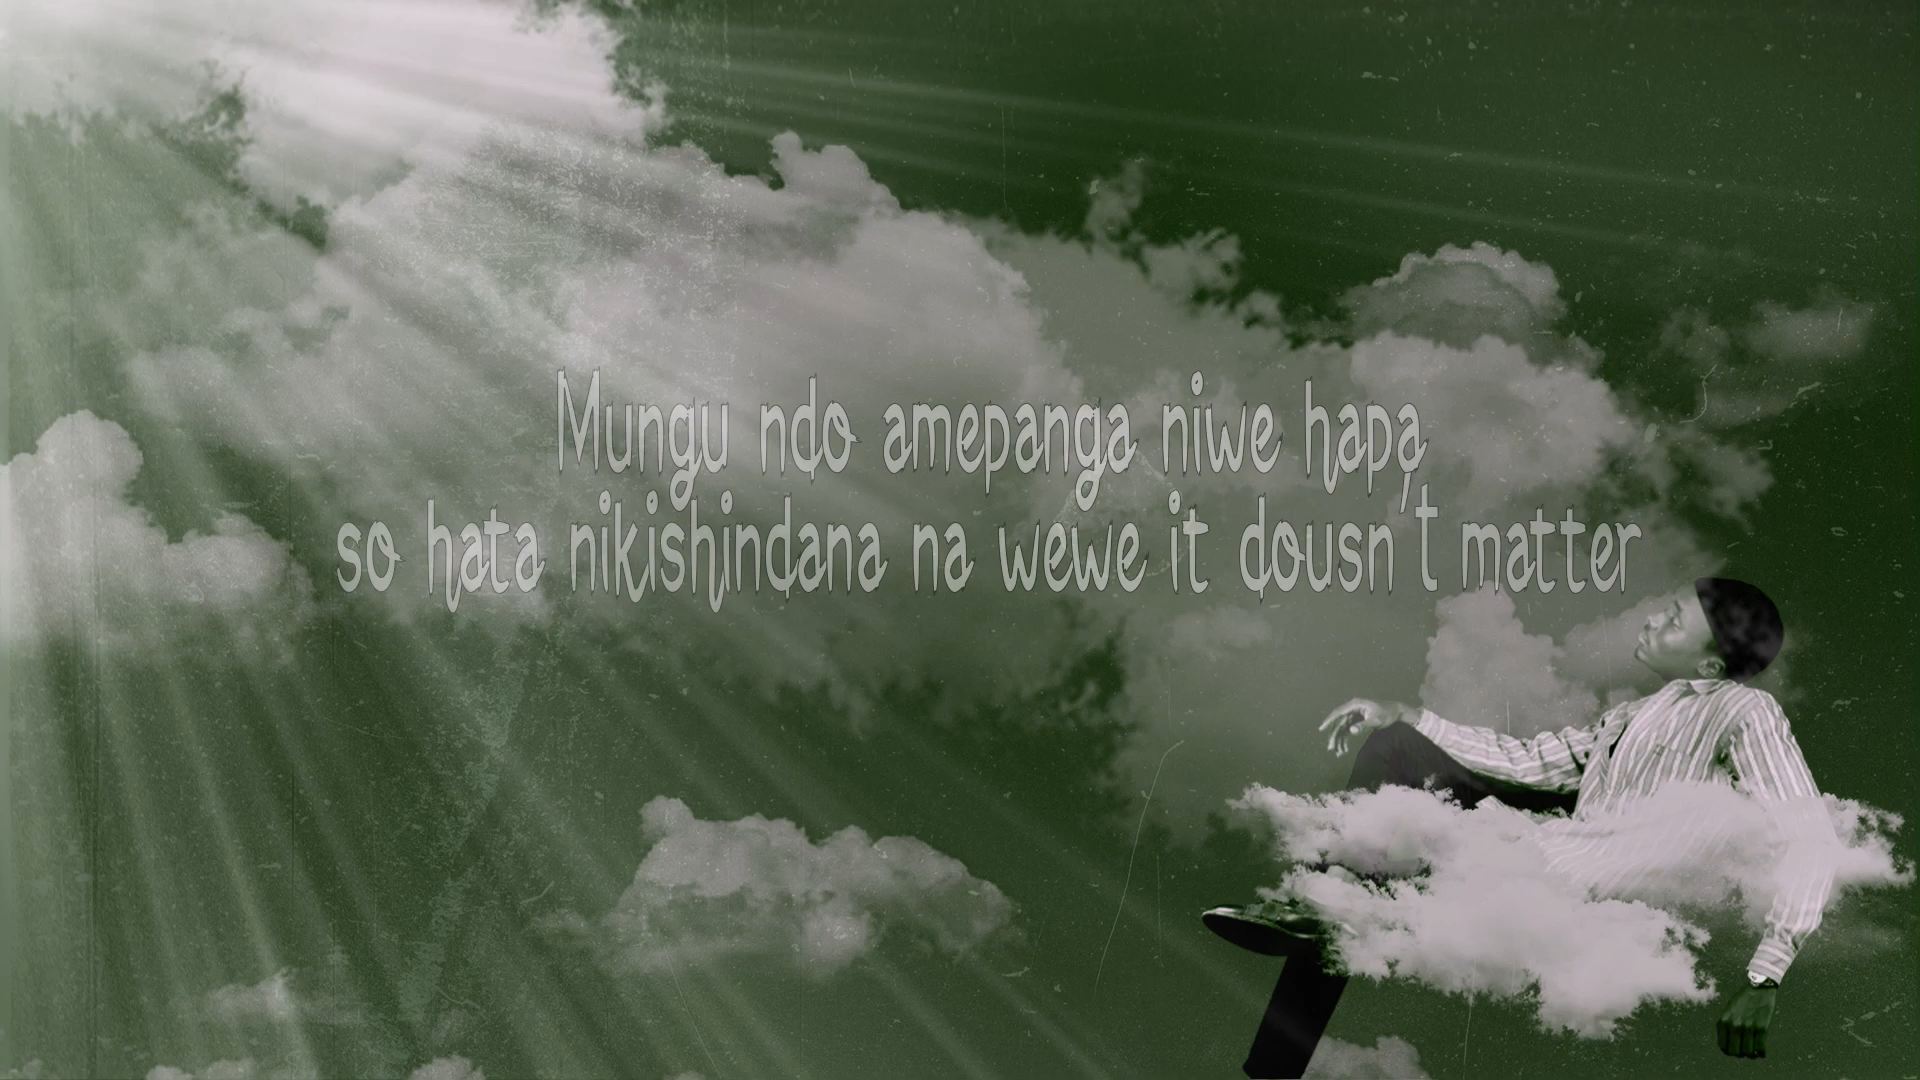 Mungu ndo amepanga niwe hapa,
so hata nikishindana na wewe it dousn't matter